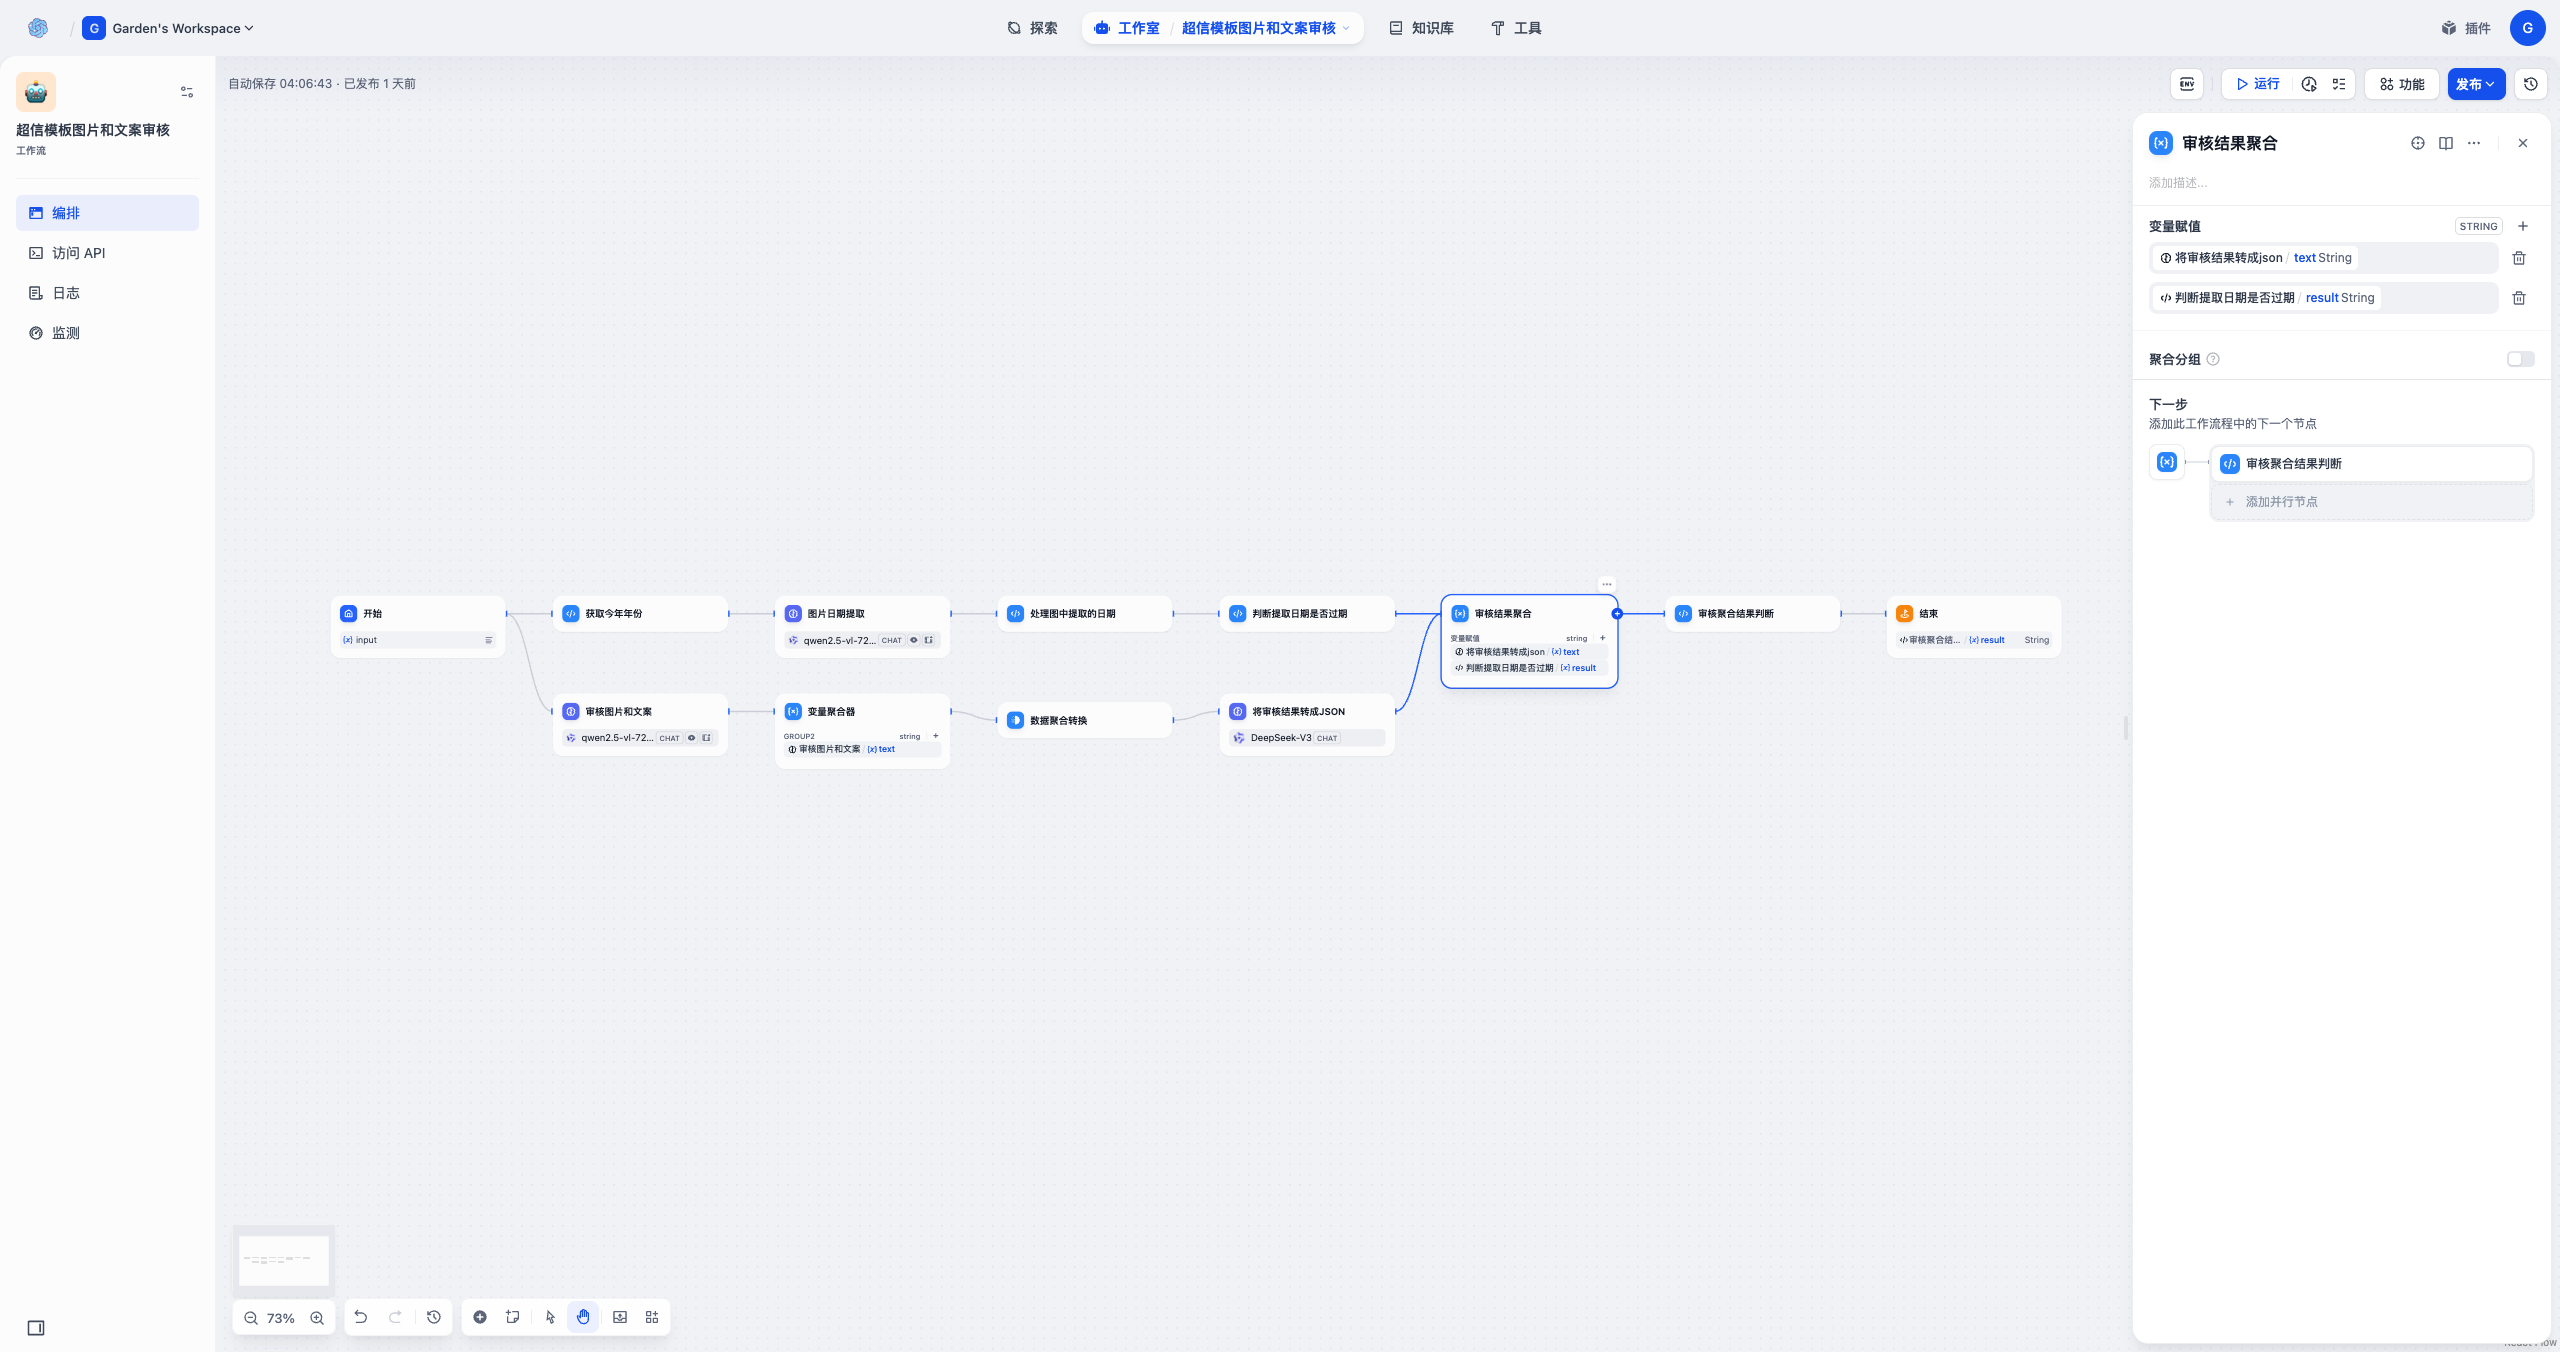 G Garden's Workspace
探索
工作室 / 超信模板图片和文案审核
知识库
工具
插件
G
超信模板图片和文案审核
工作流
编排
访问 API
日志
监测
自动保存 04:06:43 · 已发布 1 天前
ENV
运行
功能
发布
开始
{x} input
获取今年年份
图片日期提取
qwen2.5-vl-72... CHAT
处理图中提取的日期
判断提取日期是否过期
审核结果聚合
变量赋值 string +
将审核结果转成json / {x} text
判断提取日期是否过期 / {x} result
审核聚合结果判断
结束
审核聚合结... / {x} result String
审核图片和文案
qwen2.5-vl-72... CHAT
变量聚合器
GROUP2 string +
审核图片和文案 / {x} text
数据聚合转换
将审核结果转成JSON
DeepSeek-V3 CHAT
73%
审核结果聚合
添加描述...
变量赋值 STRING +
将审核结果转成json / text String
判断提取日期是否过期 / result String
聚合分组
下一步
添加此工作流程中的下一个节点
审核聚合结果判断
+ 添加并行节点